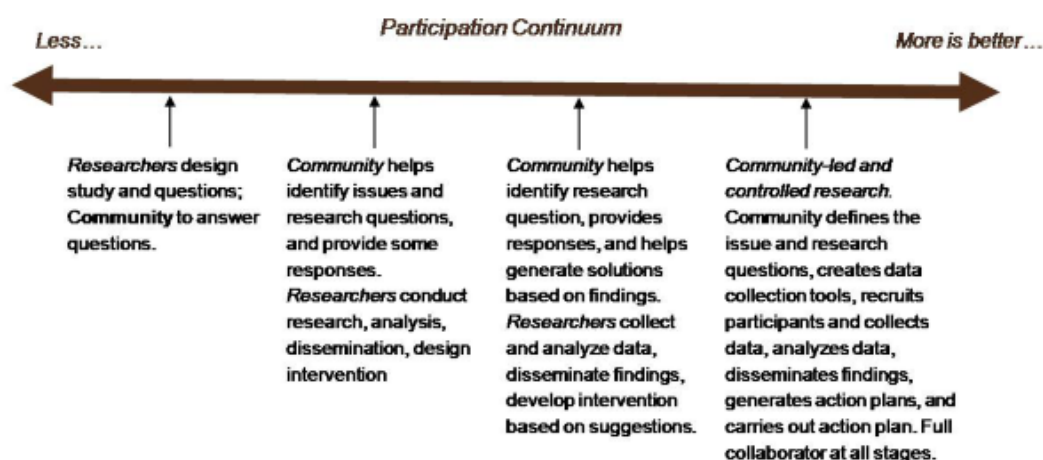 Participation Continuum
Less…
More is better…
Researchers design
study and questions;
Community to answer
questions.
Community helps
identify issues and
research questions,
and provide some
responses.
Researchers conduct
research, analysis,
dissemination, design
intervention
Community helps
identify research
question, provides
responses, and helps
generate solutions
based on findings.
Researchers collect
and analyze data,
disseminate findings,
develop intervention
based on suggestions.
Community-led and
controlled research.
Community defines the
issue and research
questions, creates data
collection tools, recruits
participants and collects
data, analyzes data,
disseminates findings,
generates action plans, and
carries out action plan. Full
collaborator at all stages.